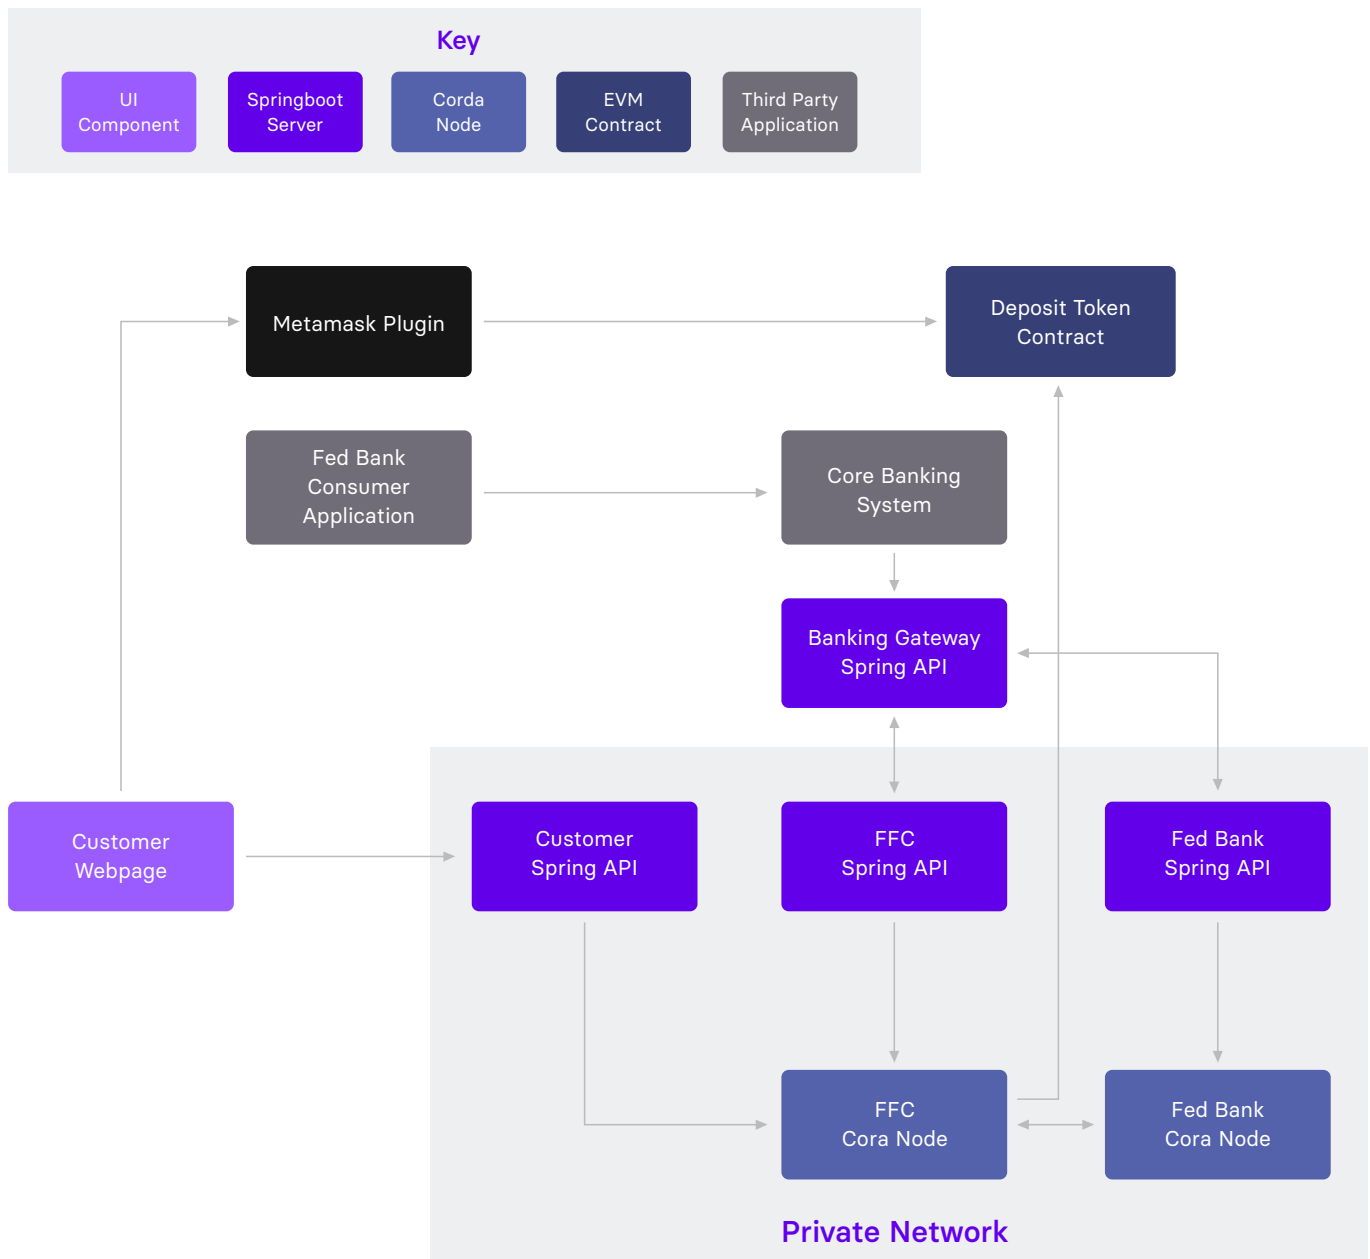 Key
UI
Component
Springboot
Server
Corda
Node
EVM
Contract
Third Party
Application
Metamask Plugin
Deposit Token
Contract
Fed Bank
Consumer
Application
Core Banking
System
Banking Gateway
Spring API
Customer
Webpage
Customer
Spring API
FFC
Spring API
Fed Bank
Spring API
FFC
Cora Node
Fed Bank
Cora Node
Private Network